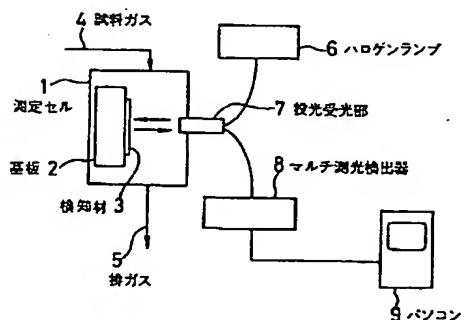 4 試料ガス
1
測定セル
6 ハロゲンランプ
7 投光受光部
基板 2
検知材 3
8 マルチ測光検出器
5
排ガス
9 パソコン